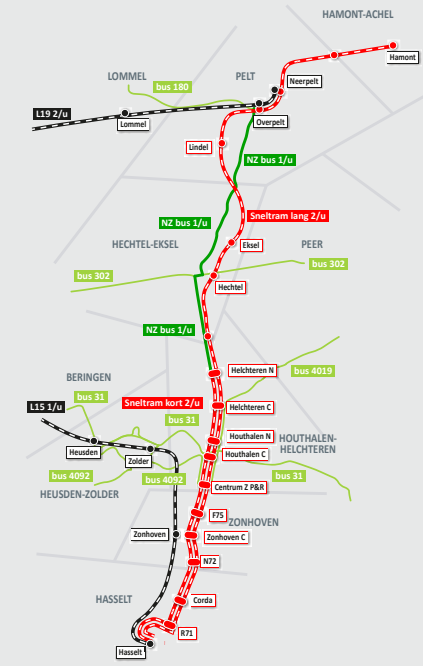 HAMONT-ACHEL
Hamont
LOMMEL
PELT
Neerpelt
bus 180
L19 2/u
Lommel
Overpelt
Lindel
NZ bus 1/u
Sneltram lang 2/u
NZ bus 1/u
HECHTEL-EKSEL
Eksel
PEER
bus 302
bus 302
Hechtel
NZ bus 1/u
Helchteren N
bus 4019
BERINGEN
bus 31
L15 1/u
Sneltram kort 2/u
Helchteren C
bus 31
Houthalen N
HOUTHALEN-
HELCHTEREN
Heusden
Zolder
Houthalen C
bus 4092
bus 4092
bus 31
Centrum Z P&R
HEUSDEN-ZOLDER
F75
ZONHOVEN
Zonhoven
Zonhoven C
N72
HASSELT
Corda
R71
Hasselt